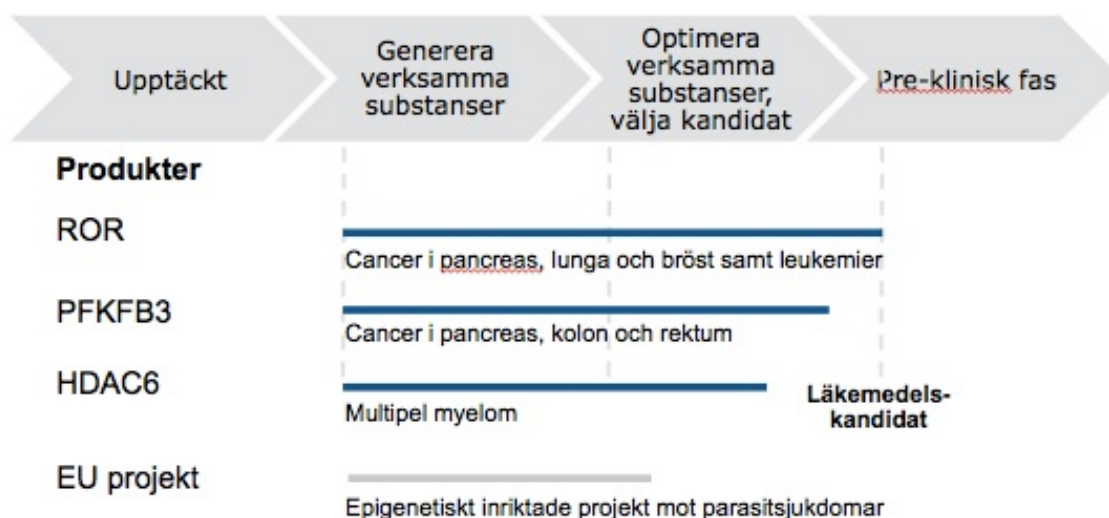 Upptäckt
Generera
verksamma
substanser
Optimera
verksamma
substanser,
välja kandidat
Pre-klinisk fas
Produkter
ROR
Cancer i pancreas, lunga och bröst samt leukemier
PFKFB3
Cancer i pancreas, kolon och rektum
HDAC6
Multipel myelom
Läkemedels-
kandidat
EU projekt
Epigenetiskt inriktade projekt mot parasitsjukdomar